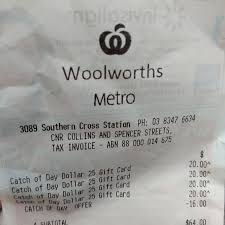 Woolworths
Metro
3089 Southern Cross Station PH: 03 8347 6634
CNR COLLINS AND SPENCER STREETS,
TAX INVOICE - ABN 88 000 014 675
$
Catch of Day Dollar 25 Gift Card 20.00^
Catch of Day Dollar 25 Gift Card 20.00^
Catch of Day Dollar 25 Gift Card 20.00^
Catch of Day Dollar 25 Gift Card 20.00^
CATCH OF DAY OFFER -16.00
4 SUBTOTAL $64.00